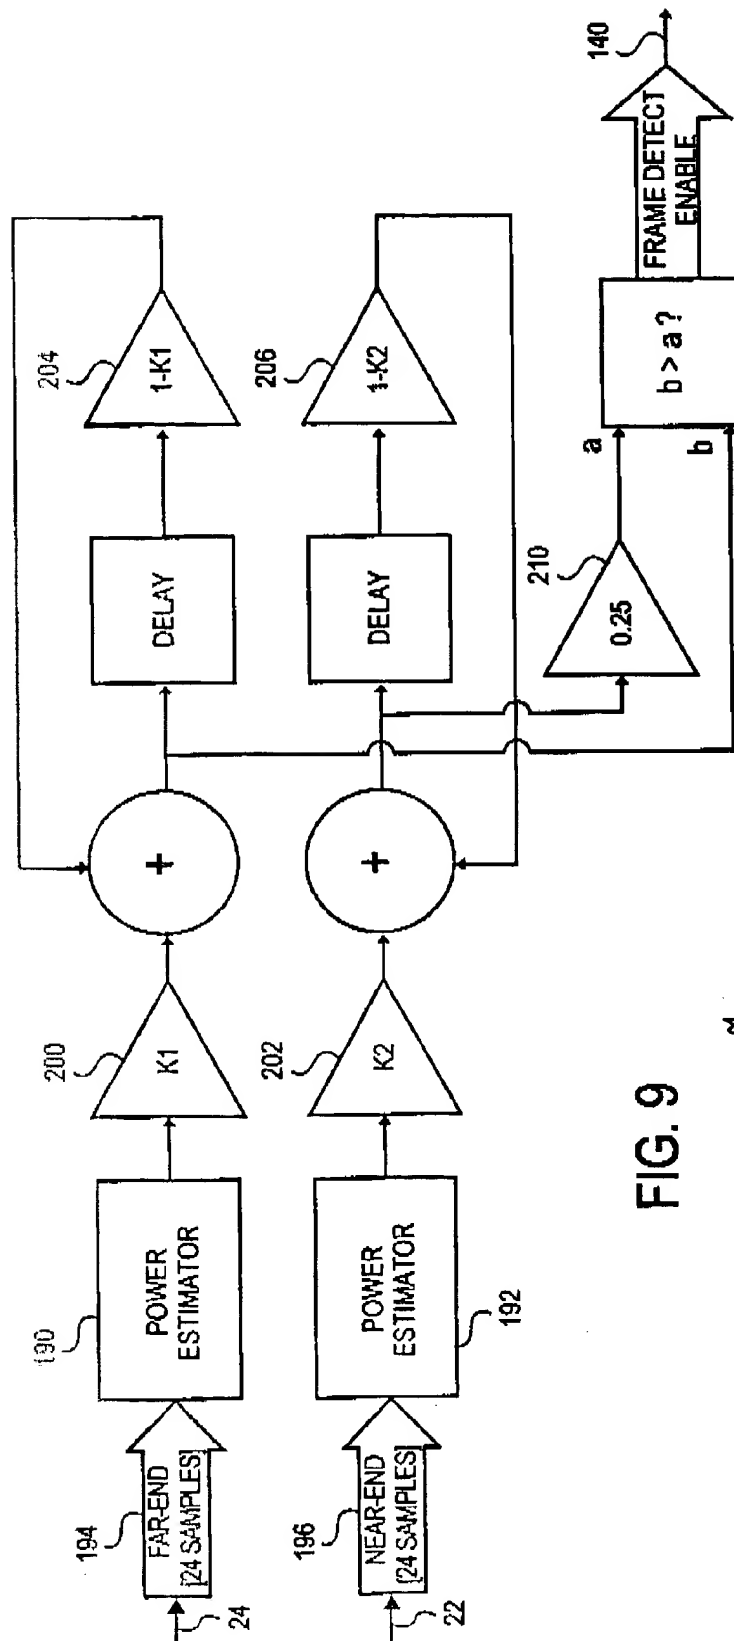 24
194
FAR-END
[24 SAMPLES]
190
POWER
ESTIMATOR
200
K1
+
DELAY
204
1-K1
22
196
NEAR-END
[24 SAMPLES]
192
POWER
ESTIMATOR
202
K2
+
DELAY
206
1-K2
210
0.25
a
b
b > a ?
FRAME DETECT
ENABLE
140
FIG. 9